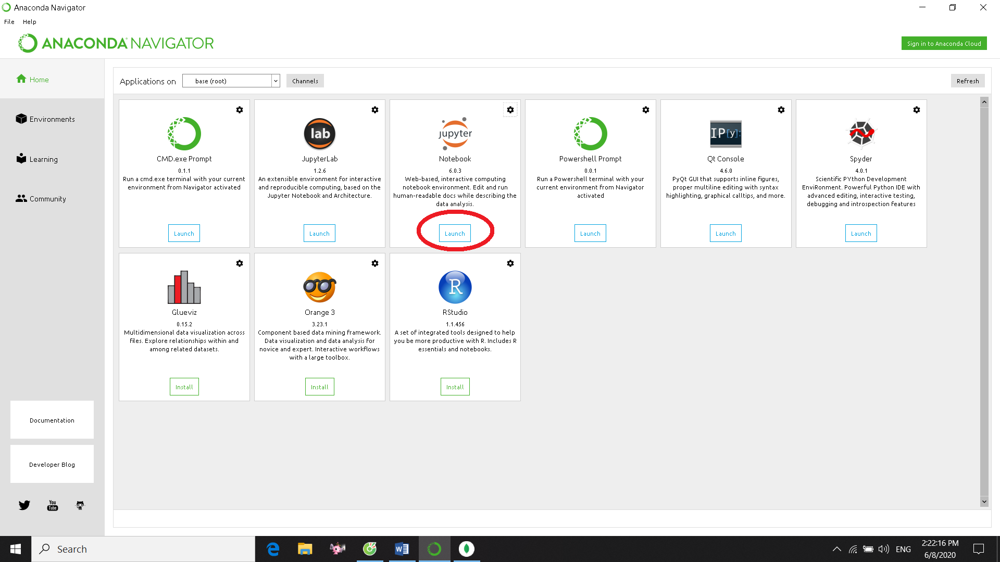 Anaconda Navigator
File Help
ANACONDA NAVIGATOR
Sign in to Anaconda Cloud
Home
Environments
Learning
Community
Documentation
Developer Blog
You
Tube
Applications on base (root) Channels Refresh
CMD.exe Prompt
0.1.1
Run a cmd.exe terminal with your current
environment from Navigator activated
Launch
lab
JupyterLab
1.2.6
An extensible environment for interactive
and reproducible computing, based on the
Jupyter Notebook and Architecture.
Launch
jupyter
Notebook
6.0.3
Web-based, interactive computing
notebook environment. Edit and run
human-readable docs while describing the
data analysis.
Launch
Powershell Prompt
0.0.1
Run a Powershell terminal with your
current environment from Navigator
activated
Launch
IP[y]:
Qt Console
4.6.0
PyQt GUI that supports inline figures,
proper multiline editing with syntax
highlighting, graphical calltips, and more.
Launch
Spyder
4.0.1
Scientific PYthon Development
EnviRonment. Powerful Python IDE with
advanced editing, interactive testing,
debugging and introspection features
Launch
Glueviz
0.15.2
Multidimensional data visualization across
files. Explore relationships within and
among related datasets.
Install
Orange 3
3.23.1
Component based data mining framework.
Data visualization and data analysis for
novice and expert. Interactive workflows
with a large toolbox.
Install
R
RStudio
1.1.456
A set of integrated tools designed to help
you be more productive with R. Includes R
essentials and notebooks.
Install
Search
W
ENG
2:22:16 PM
6/8/2020